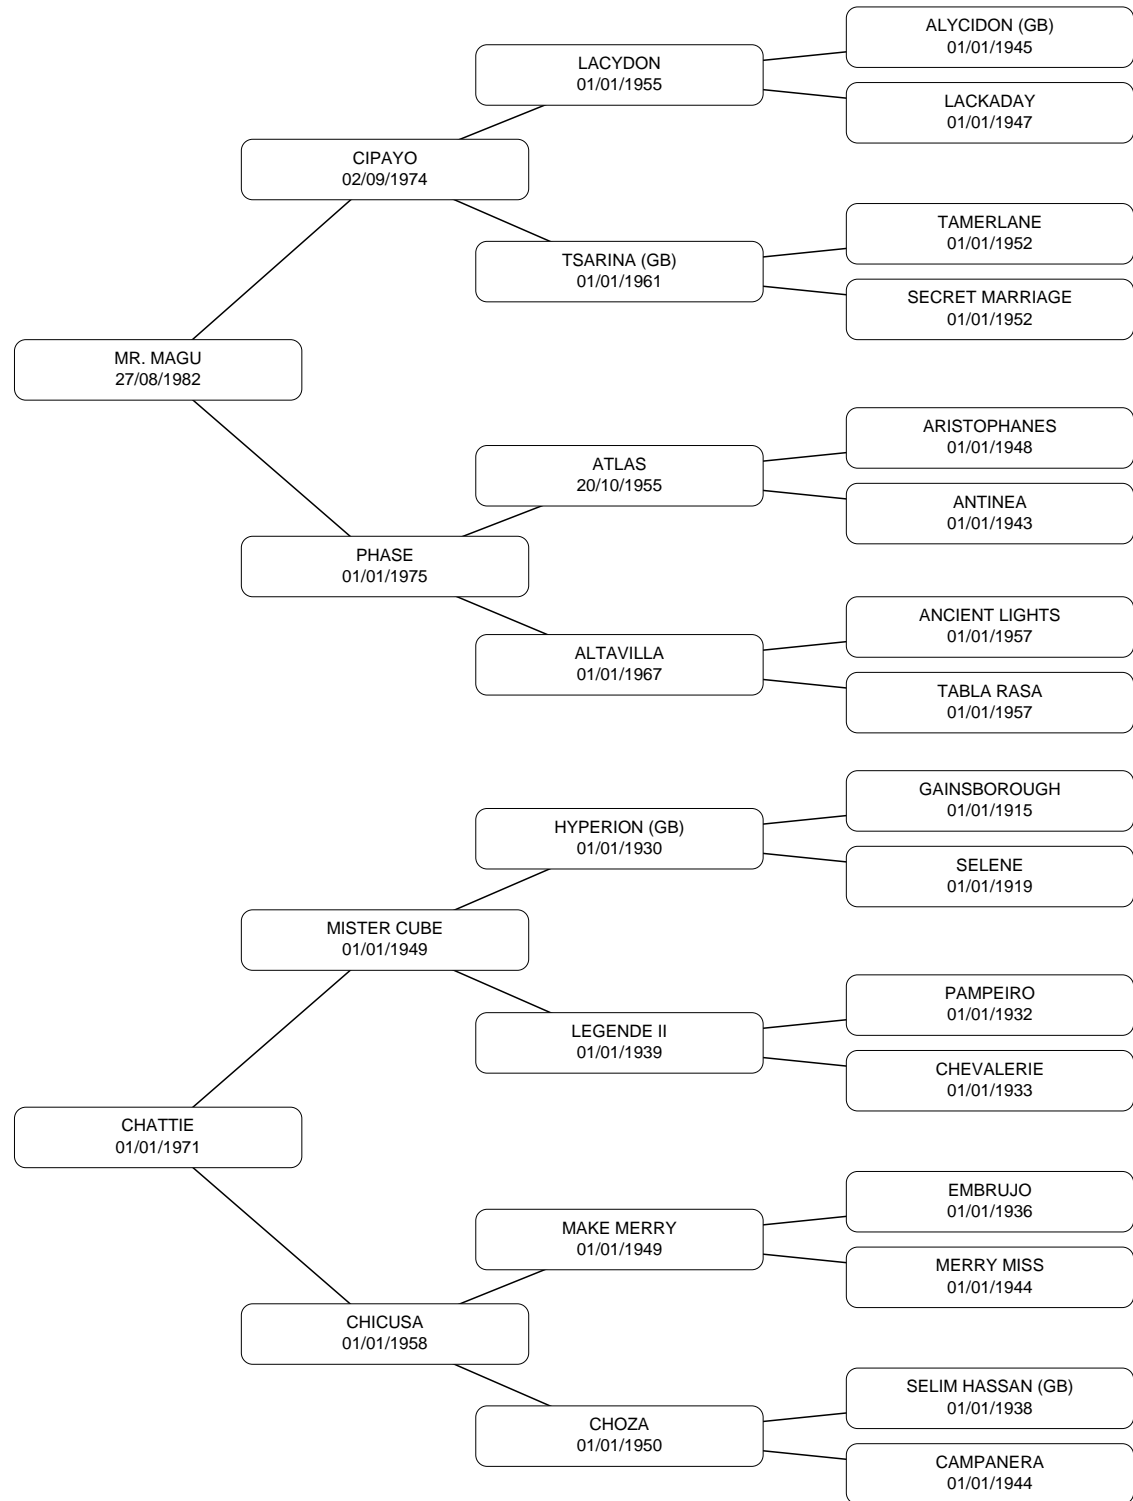 ALYCIDON (GB)
01/01/1945
LACYDON
01/01/1955
LACKADAY
01/01/1947
CIPAYO
02/09/1974
TAMERLANE
01/01/1952
TSARINA (GB)
01/01/1961
SECRET MARRIAGE
01/01/1952
MR. MAGU
27/08/1982
ARISTOPHANES
01/01/1948
ATLAS
20/10/1955
ANTINEA
01/01/1943
PHASE
01/01/1975
ANCIENT LIGHTS
01/01/1957
ALTAVILLA
01/01/1967
TABLA RASA
01/01/1957
GAINSBOROUGH
01/01/1915
HYPERION (GB)
01/01/1930
SELENE
01/01/1919
MISTER CUBE
01/01/1949
PAMPEIRO
01/01/1932
LEGENDE II
01/01/1939
CHEVALERIE
01/01/1933
CHATTIE
01/01/1971
EMBRUJO
01/01/1936
MAKE MERRY
01/01/1949
MERRY MISS
01/01/1944
CHICUSA
01/01/1958
SELIM HASSAN (GB)
01/01/1938
CHOZA
01/01/1950
CAMPANERA
01/01/1944